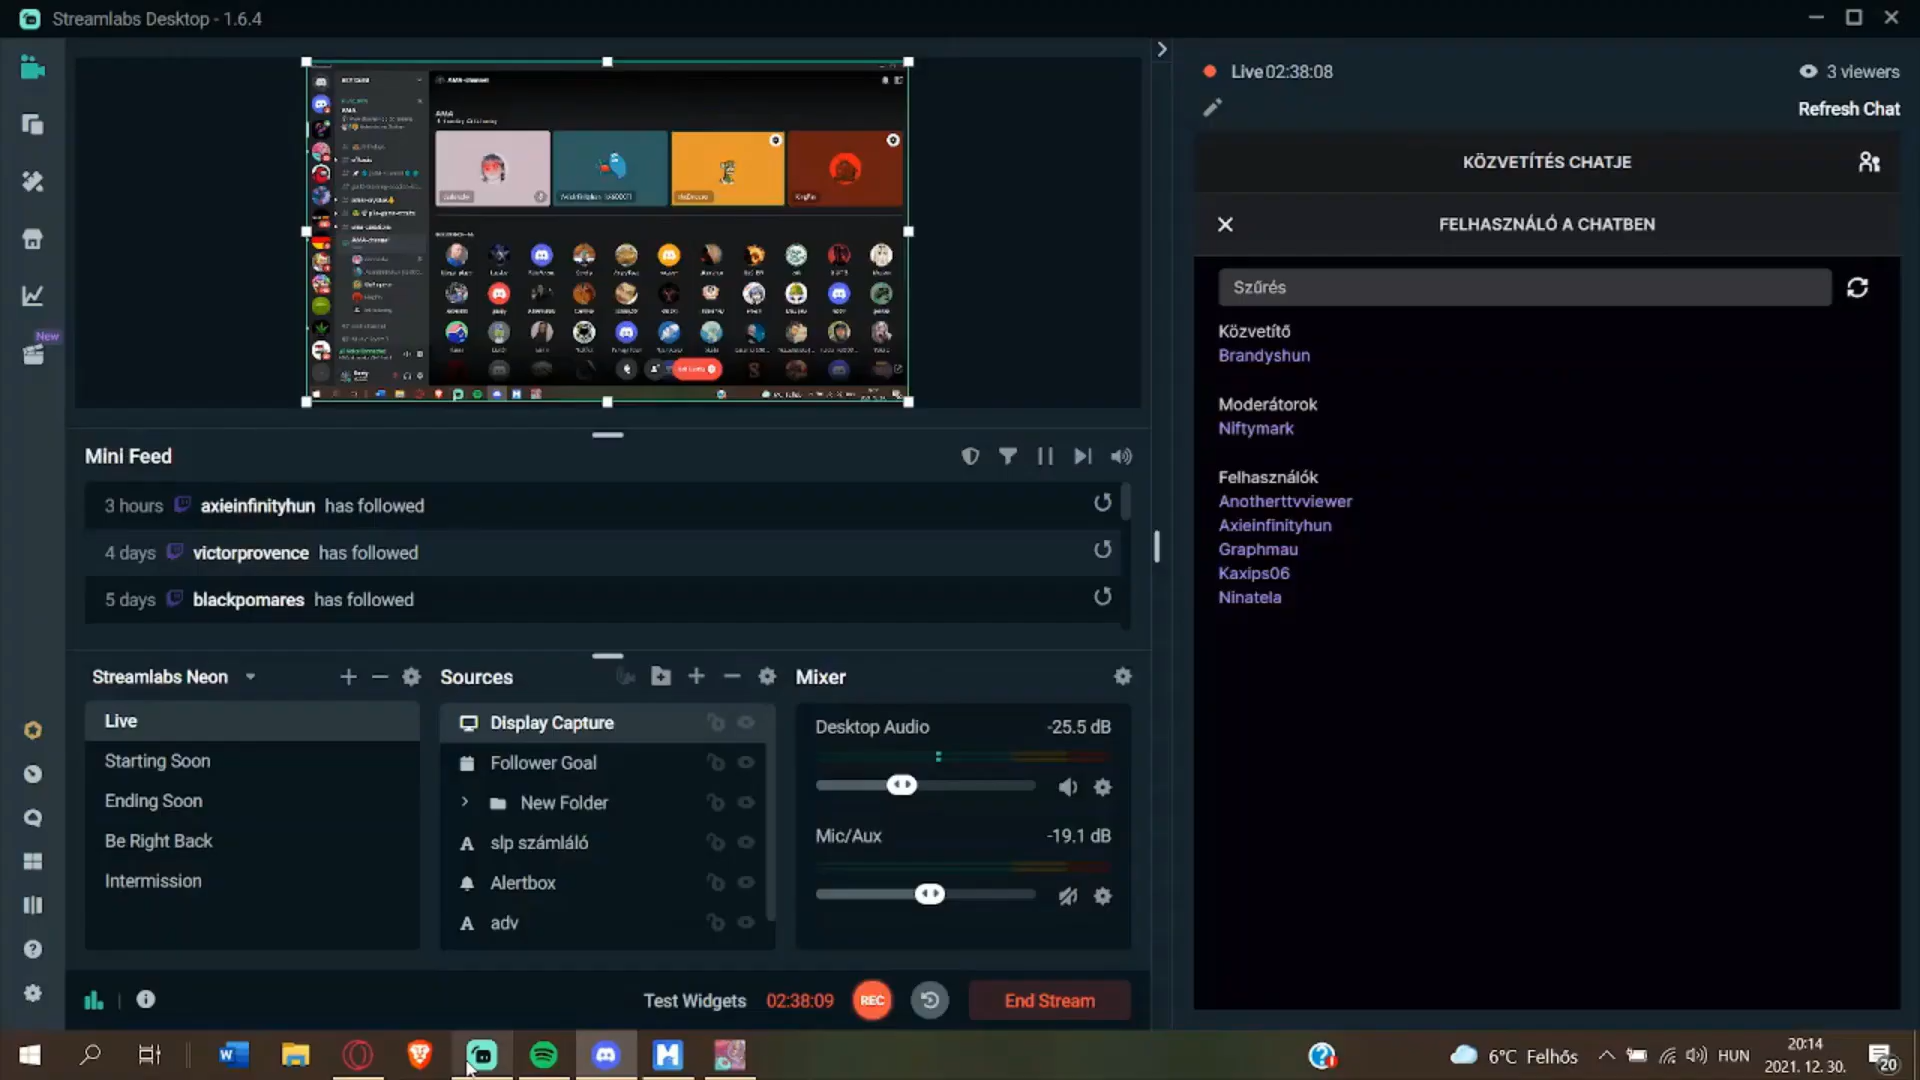 Streamlabs Desktop - 1.6.4
Live 02:38:08
3 viewers
Refresh Chat
KÖZVETÍTÉS CHATJE
FELHASZNÁLÓ A CHATBEN
Szűrés
Közvetítő
Brandyshun
Moderátorok
Niftymark
Felhasználók
Anotherttvviewer
Axieinfinityhun
Graphmau
Kaxips06
Ninatela
New
AMA-channel
AMA
Mini Feed
3 hours axieinfinityhun has followed
4 days victorprovence has followed
5 days blackpomares has followed
Streamlabs Neon
Live
Starting Soon
Ending Soon
Be Right Back
Intermission
Sources
Display Capture
Follower Goal
New Folder
slp számláló
Alertbox
adv
Mixer
Desktop Audio -25.5 dB
Mic/Aux -19.1 dB
Test Widgets 02:38:09 REC End Stream
6°C Felhős
HUN
20:14
2021. 12. 30.
20